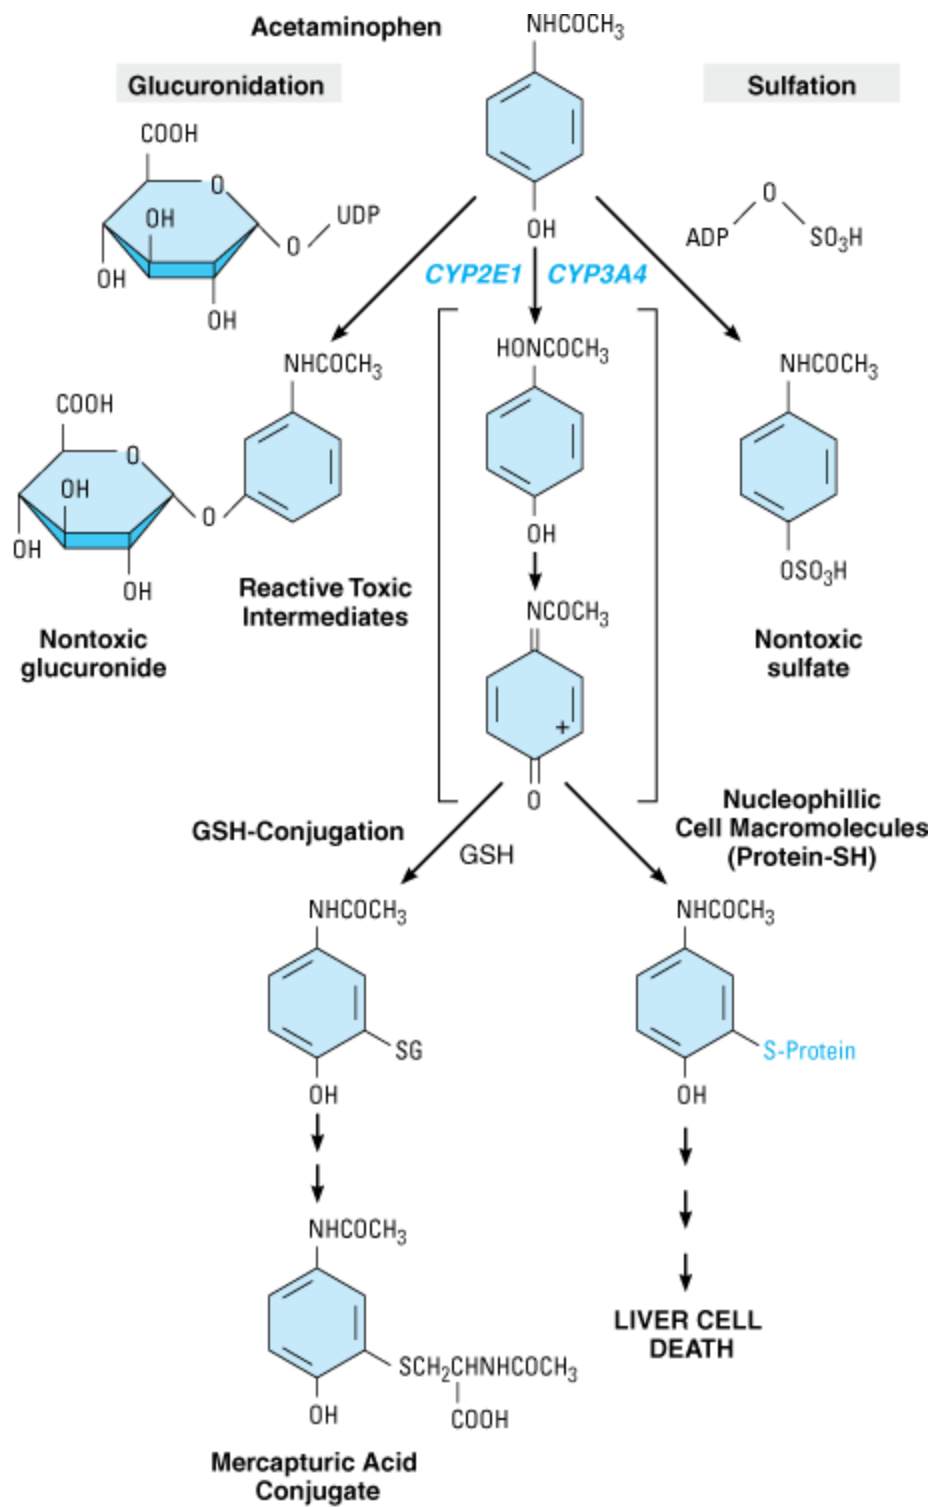 Acetaminophen
NHCOCH₃
Glucuronidation
Sulfation
COOH
O
OH
UDP
O
OH
OH
OH
O
ADP
SO₃H
CYP2E1
CYP3A4
NHCOCH₃
HONCOCH₃
NHCOCH₃
COOH
O
OH
O
OH
OH
OH
OSO₃H
Reactive Toxic
Intermediates
NCOCH₃
Nontoxic
glucuronide
Nontoxic
sulfate
+
O
Nucleophillic
Cell Macromolecules
(Protein-SH)
GSH-Conjugation
GSH
NHCOCH₃
NHCOCH₃
SG
S-Protein
OH
OH
NHCOCH₃
LIVER CELL
DEATH
SCH₂CHNHCOCH₃
OH
COOH
Mercapturic Acid
Conjugate